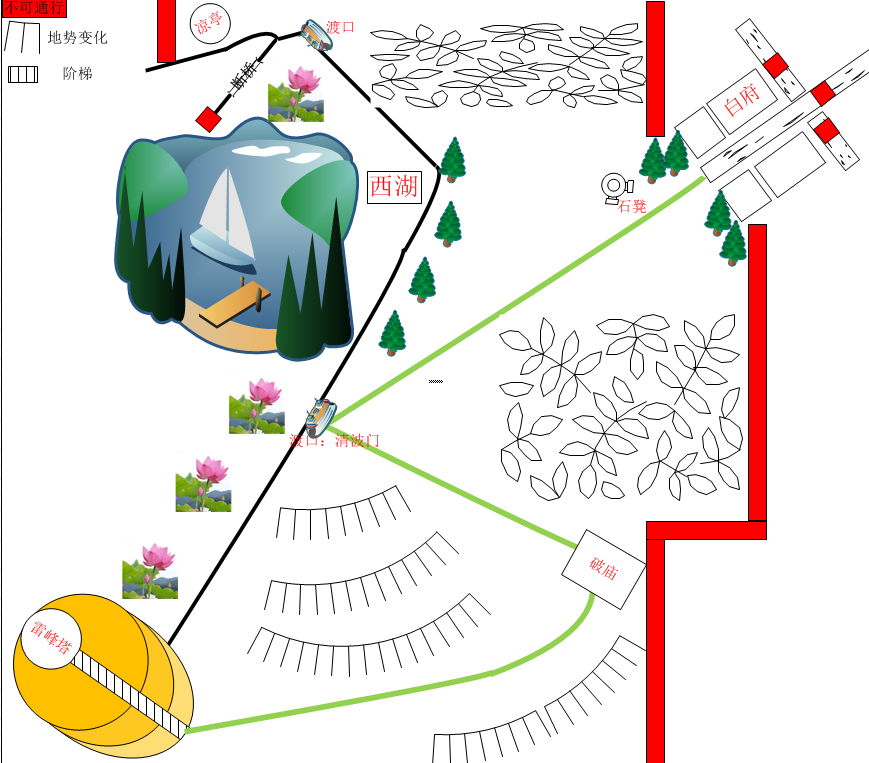 不可通行
地势变化
阶梯
凉亭
渡口
断桥
白府
西湖
石凳
渡口：清波门
破庙
雷峰塔